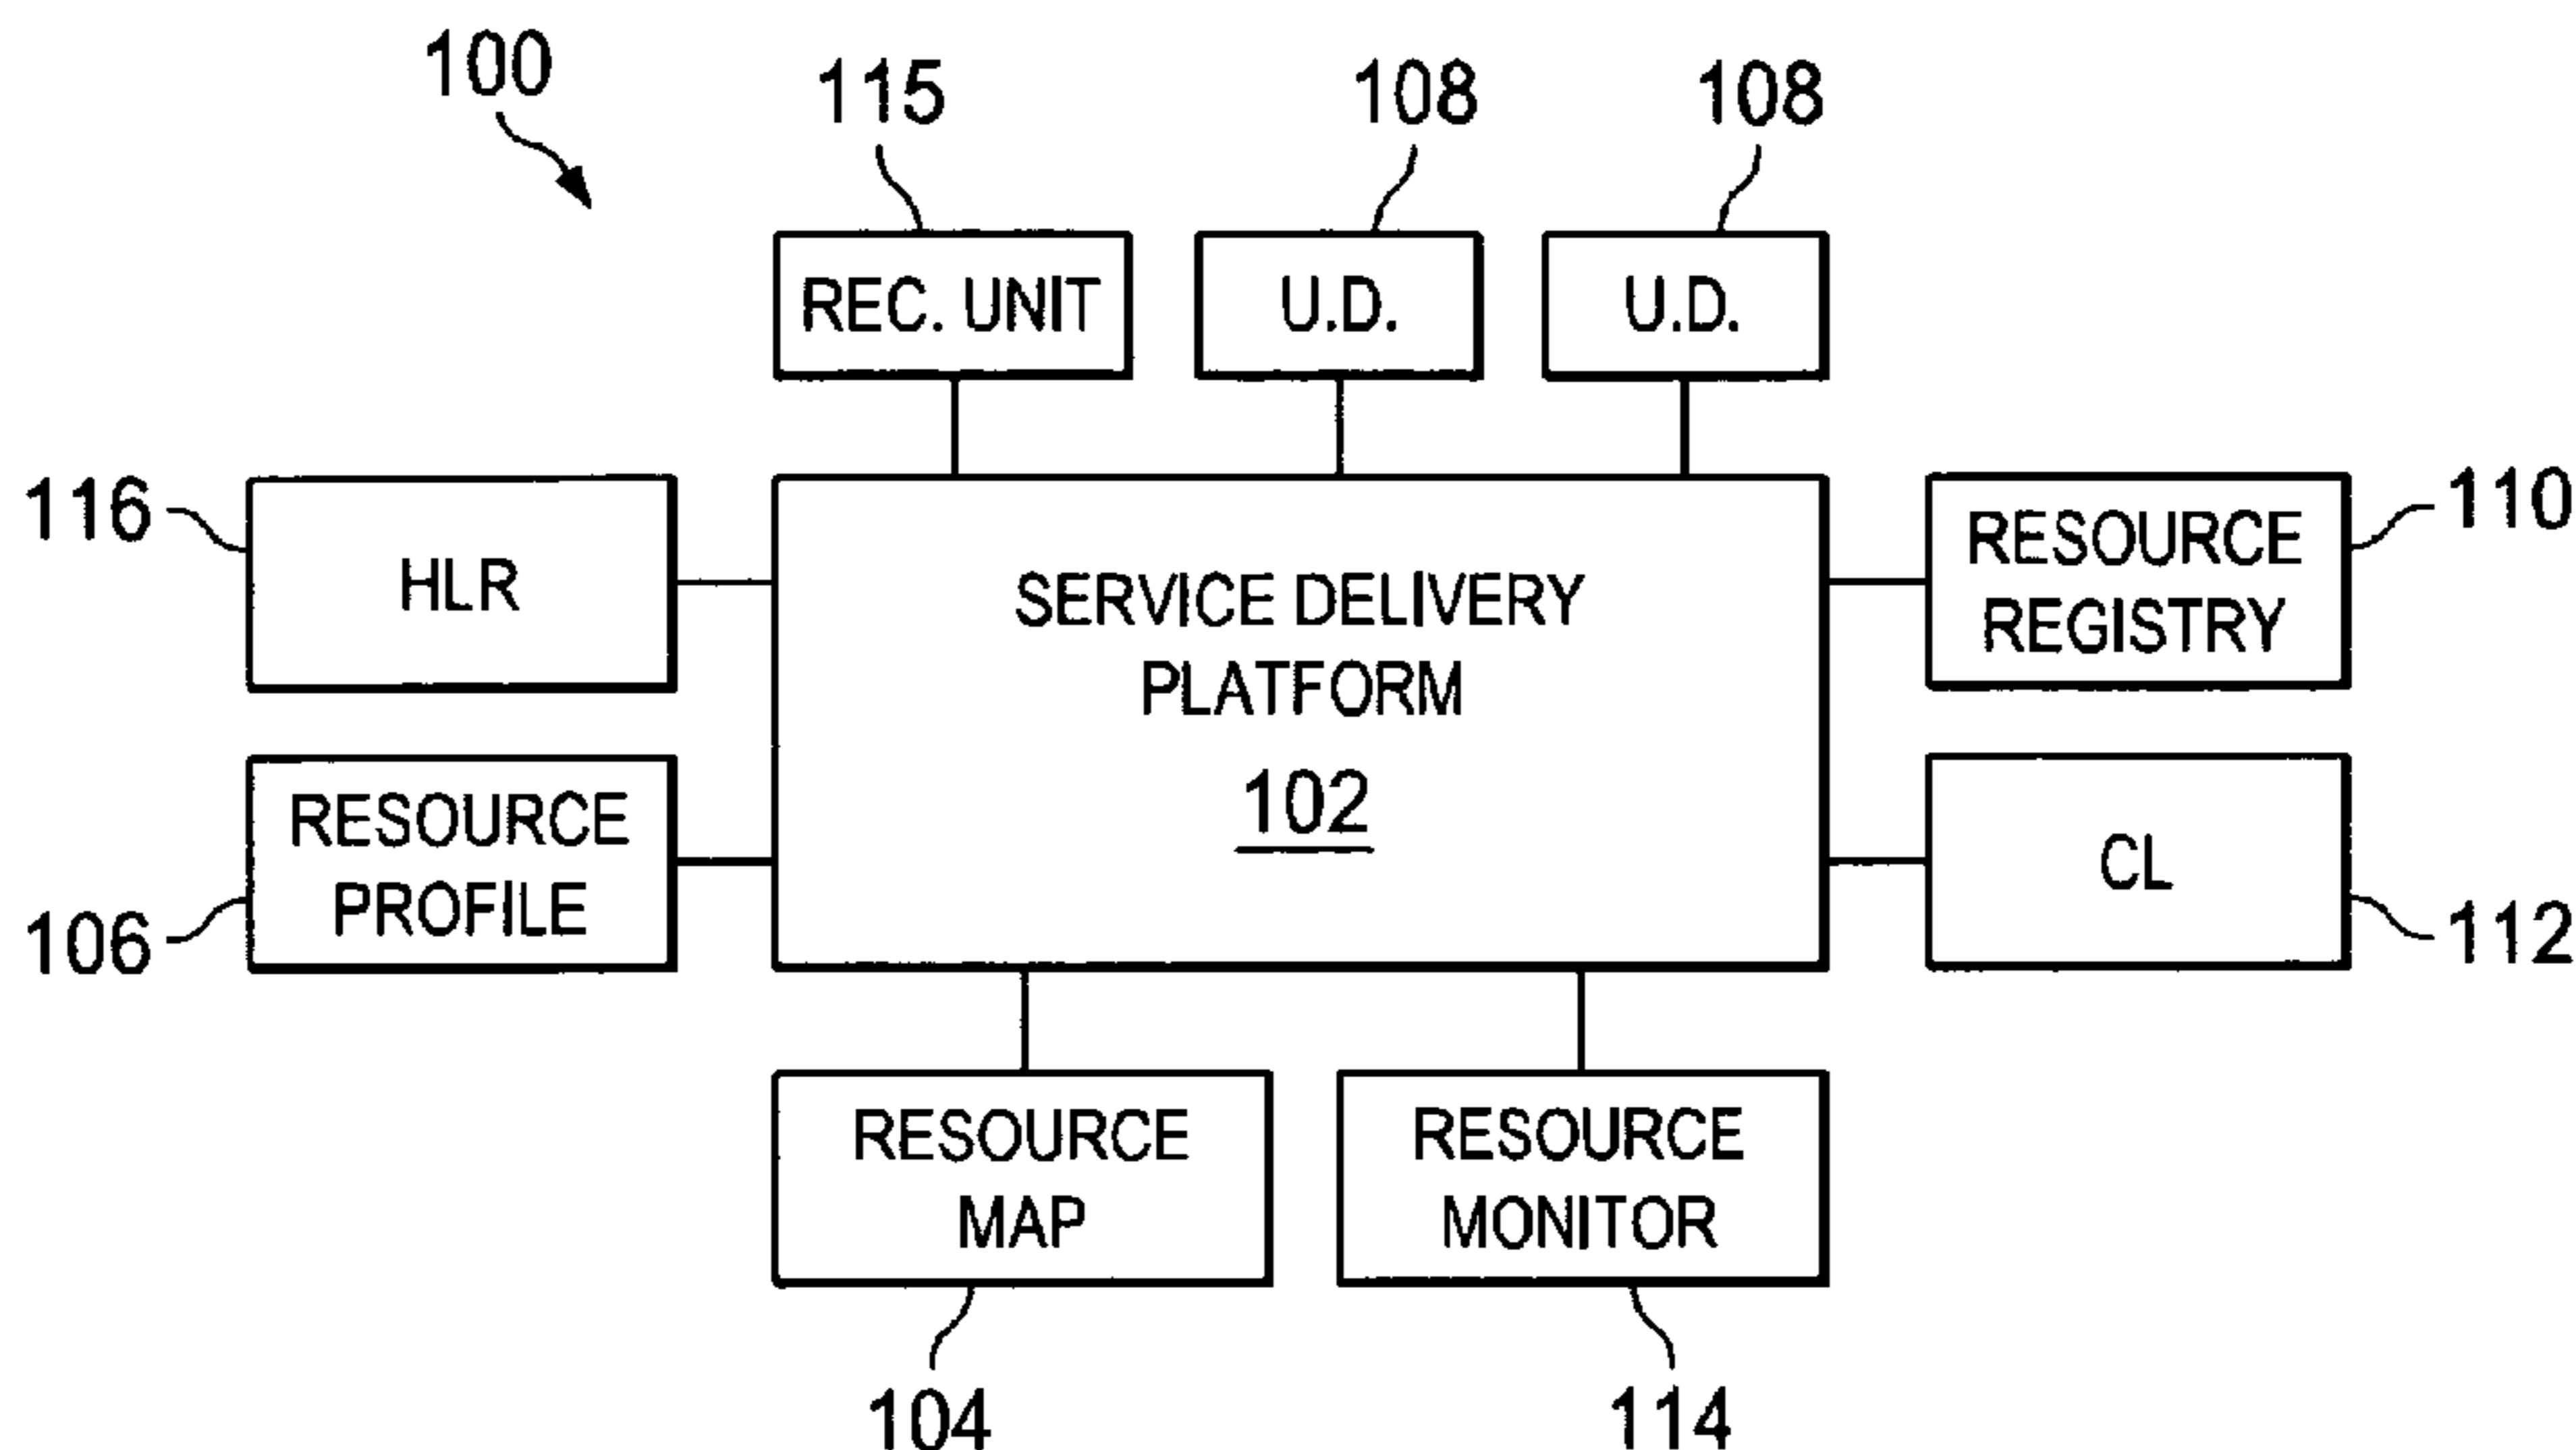 100
115
108
108
REC. UNIT
U.D.
U.D.
116
HLR
SERVICE DELIVERY
PLATFORM
102
RESOURCE
REGISTRY
110
RESOURCE
PROFILE
106
CL
112
RESOURCE
MAP
RESOURCE
MONITOR
104
114